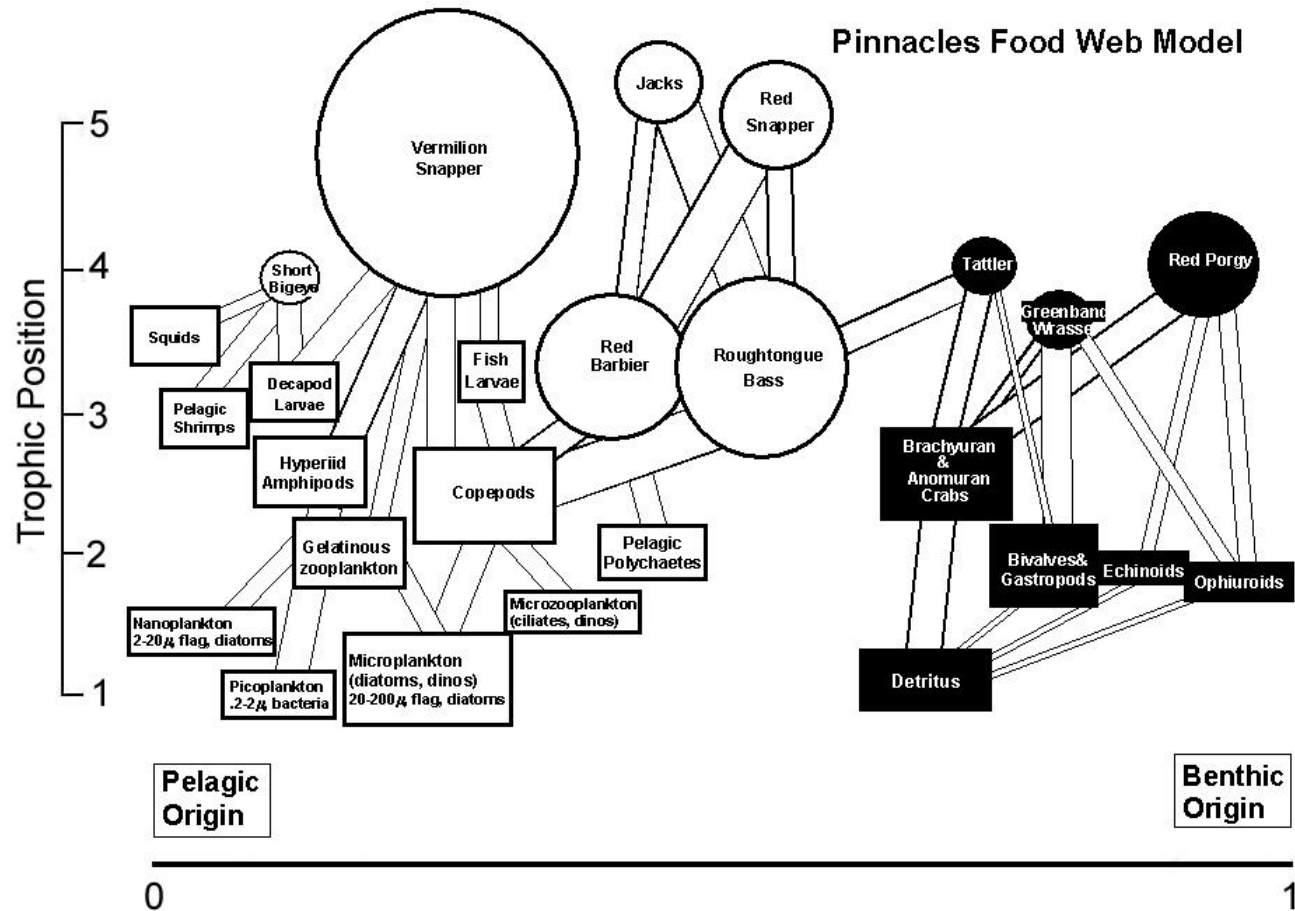 Pinnacles Food Web Model
Trophic Position
5
4
3
2
1
Vermilion
Snapper
Jacks
Red
Snapper
Short
Bigeye
Tattler
Red Porgy
Greenband
Wrasse
Squids
Pelagic
Shrimps
Decapod
Larvae
Fish
Larvae
Red
Barbier
Roughtongue
Bass
Hyperiid
Amphipods
Copepods
Brachyuran
&
Anomuran
Crabs
Gelatinous
zooplankton
Pelagic
Polychaetes
Bivalves&
Gastropods
Echinoids
Ophiuroids
Nanoplankton
2-20µ, flag, diatoms
Microzooplankton
(ciliates, dinos)
Picoplankton
.2-2µ, bacteria
Microplankton
(diatoms, dinos)
20-200µ, flag, diatoms
Detritus
Pelagic
Origin
Benthic
Origin
0
1